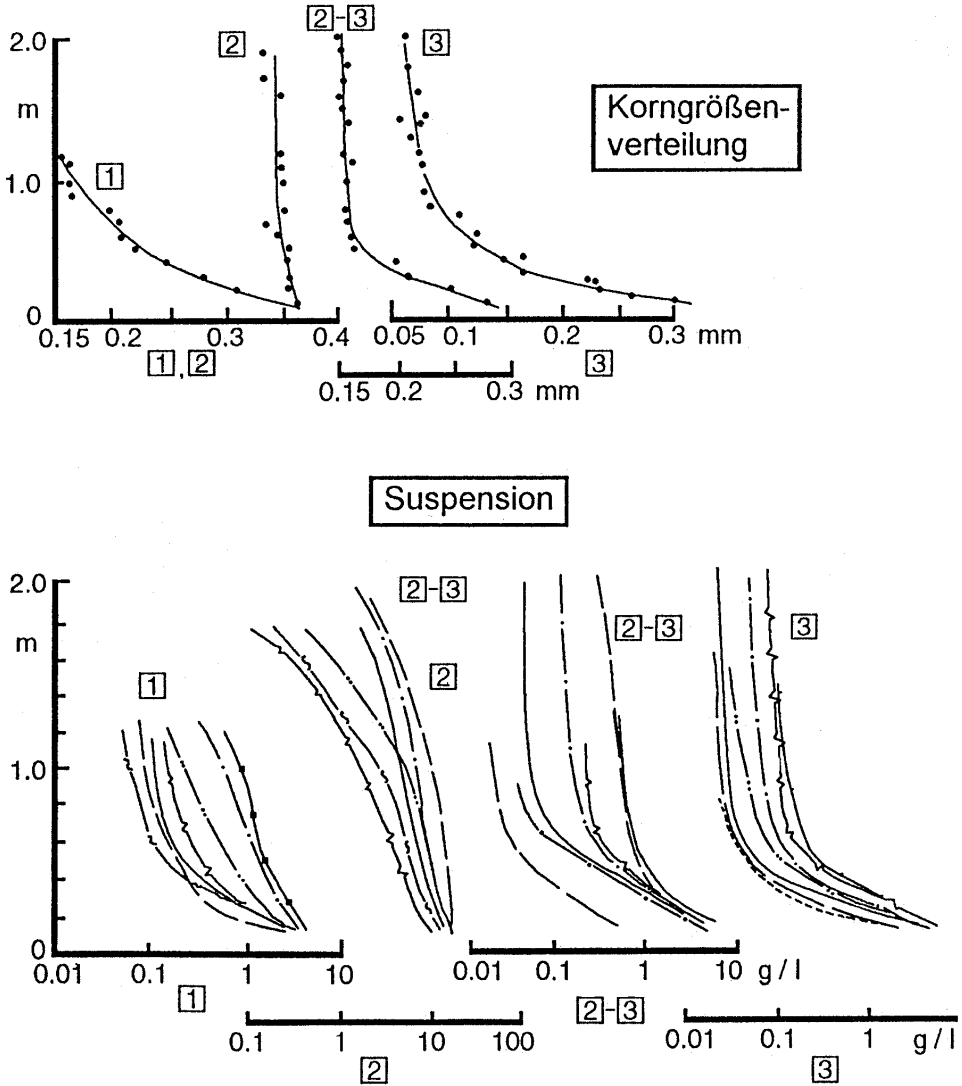 2 2-3 3
2.0
m
1.0
0
1
Korngrößen-
verteilung
0.15 0.2 0.3 0.4 0.05 0.1 0.2 0.3 mm
1, 2 3
0.15 0.2 0.3 mm
Suspension
2.0
m
1.0
0
1 2-3 2 2-3 3
0.01 0.1 1 10 0.01 0.1 1 10 g/l
1 2-3
0.1 1 10 100 0.01 0.1 1 g/l
2 3